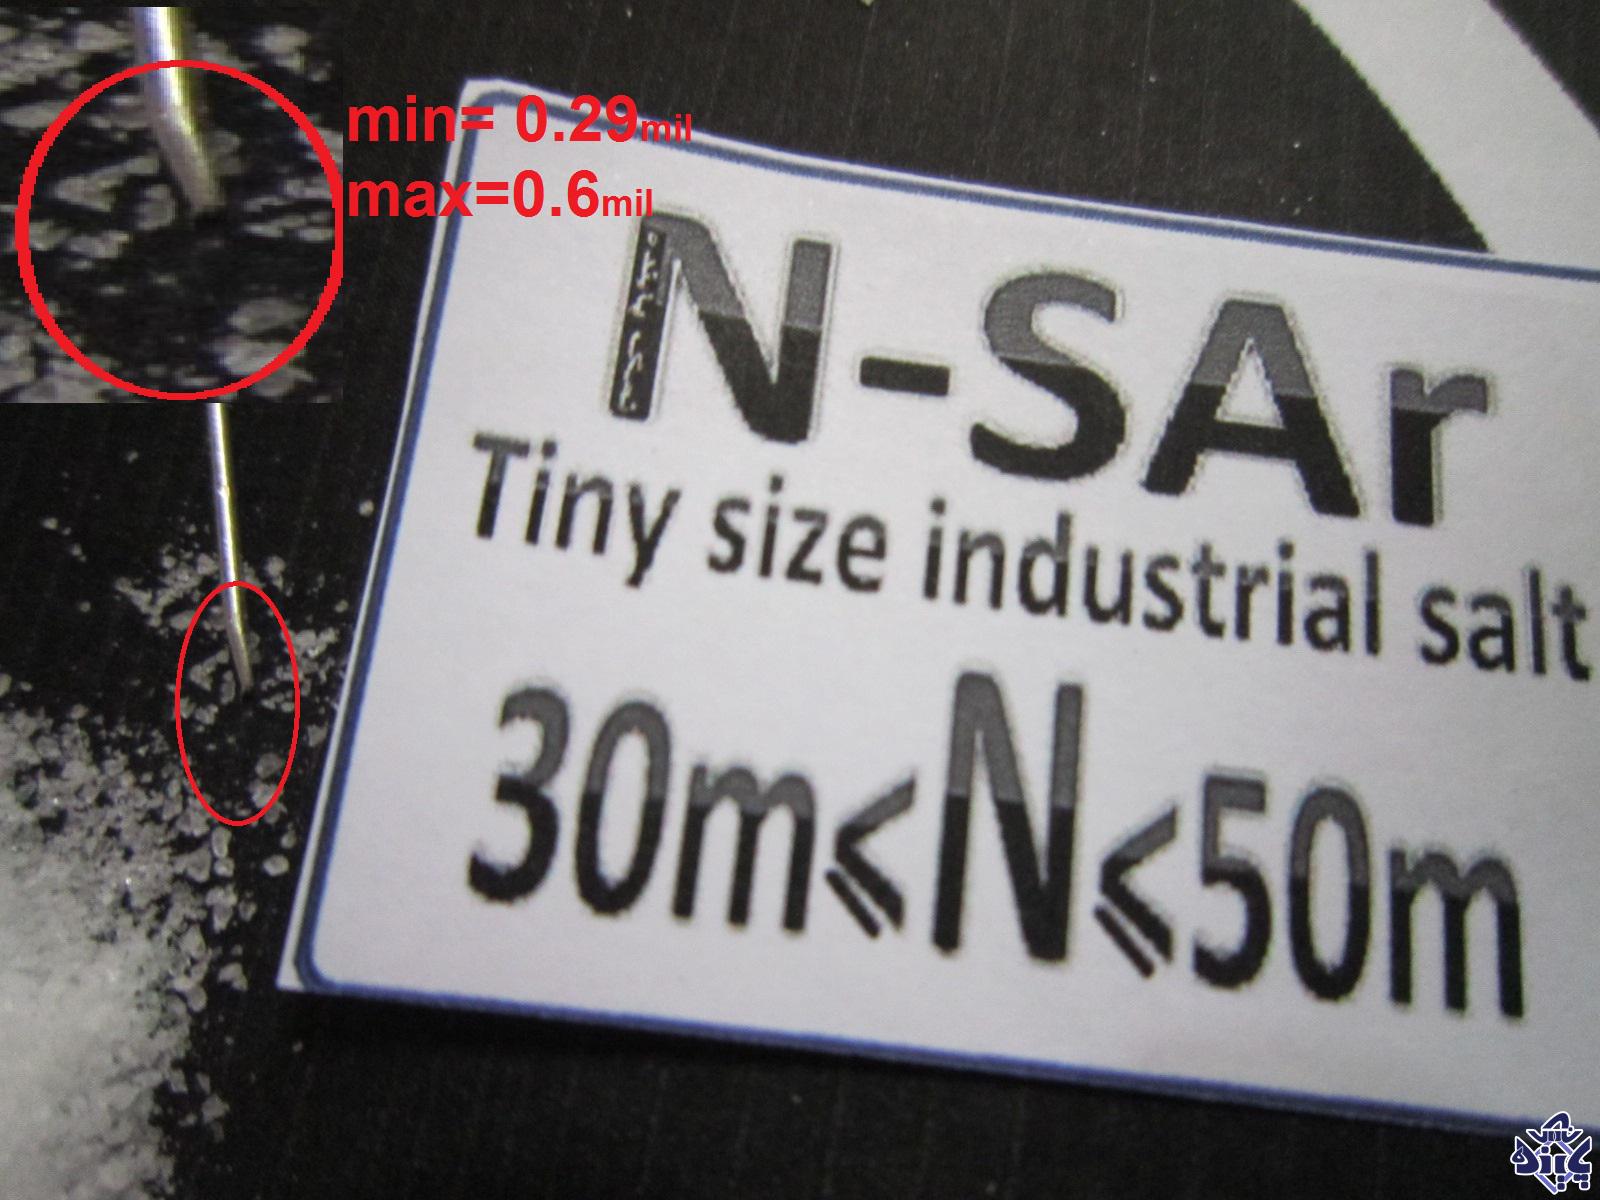 min= 0.29mil
max=0.6mil
N-SAr
Tiny size industrial salt
30m≤N≤50m